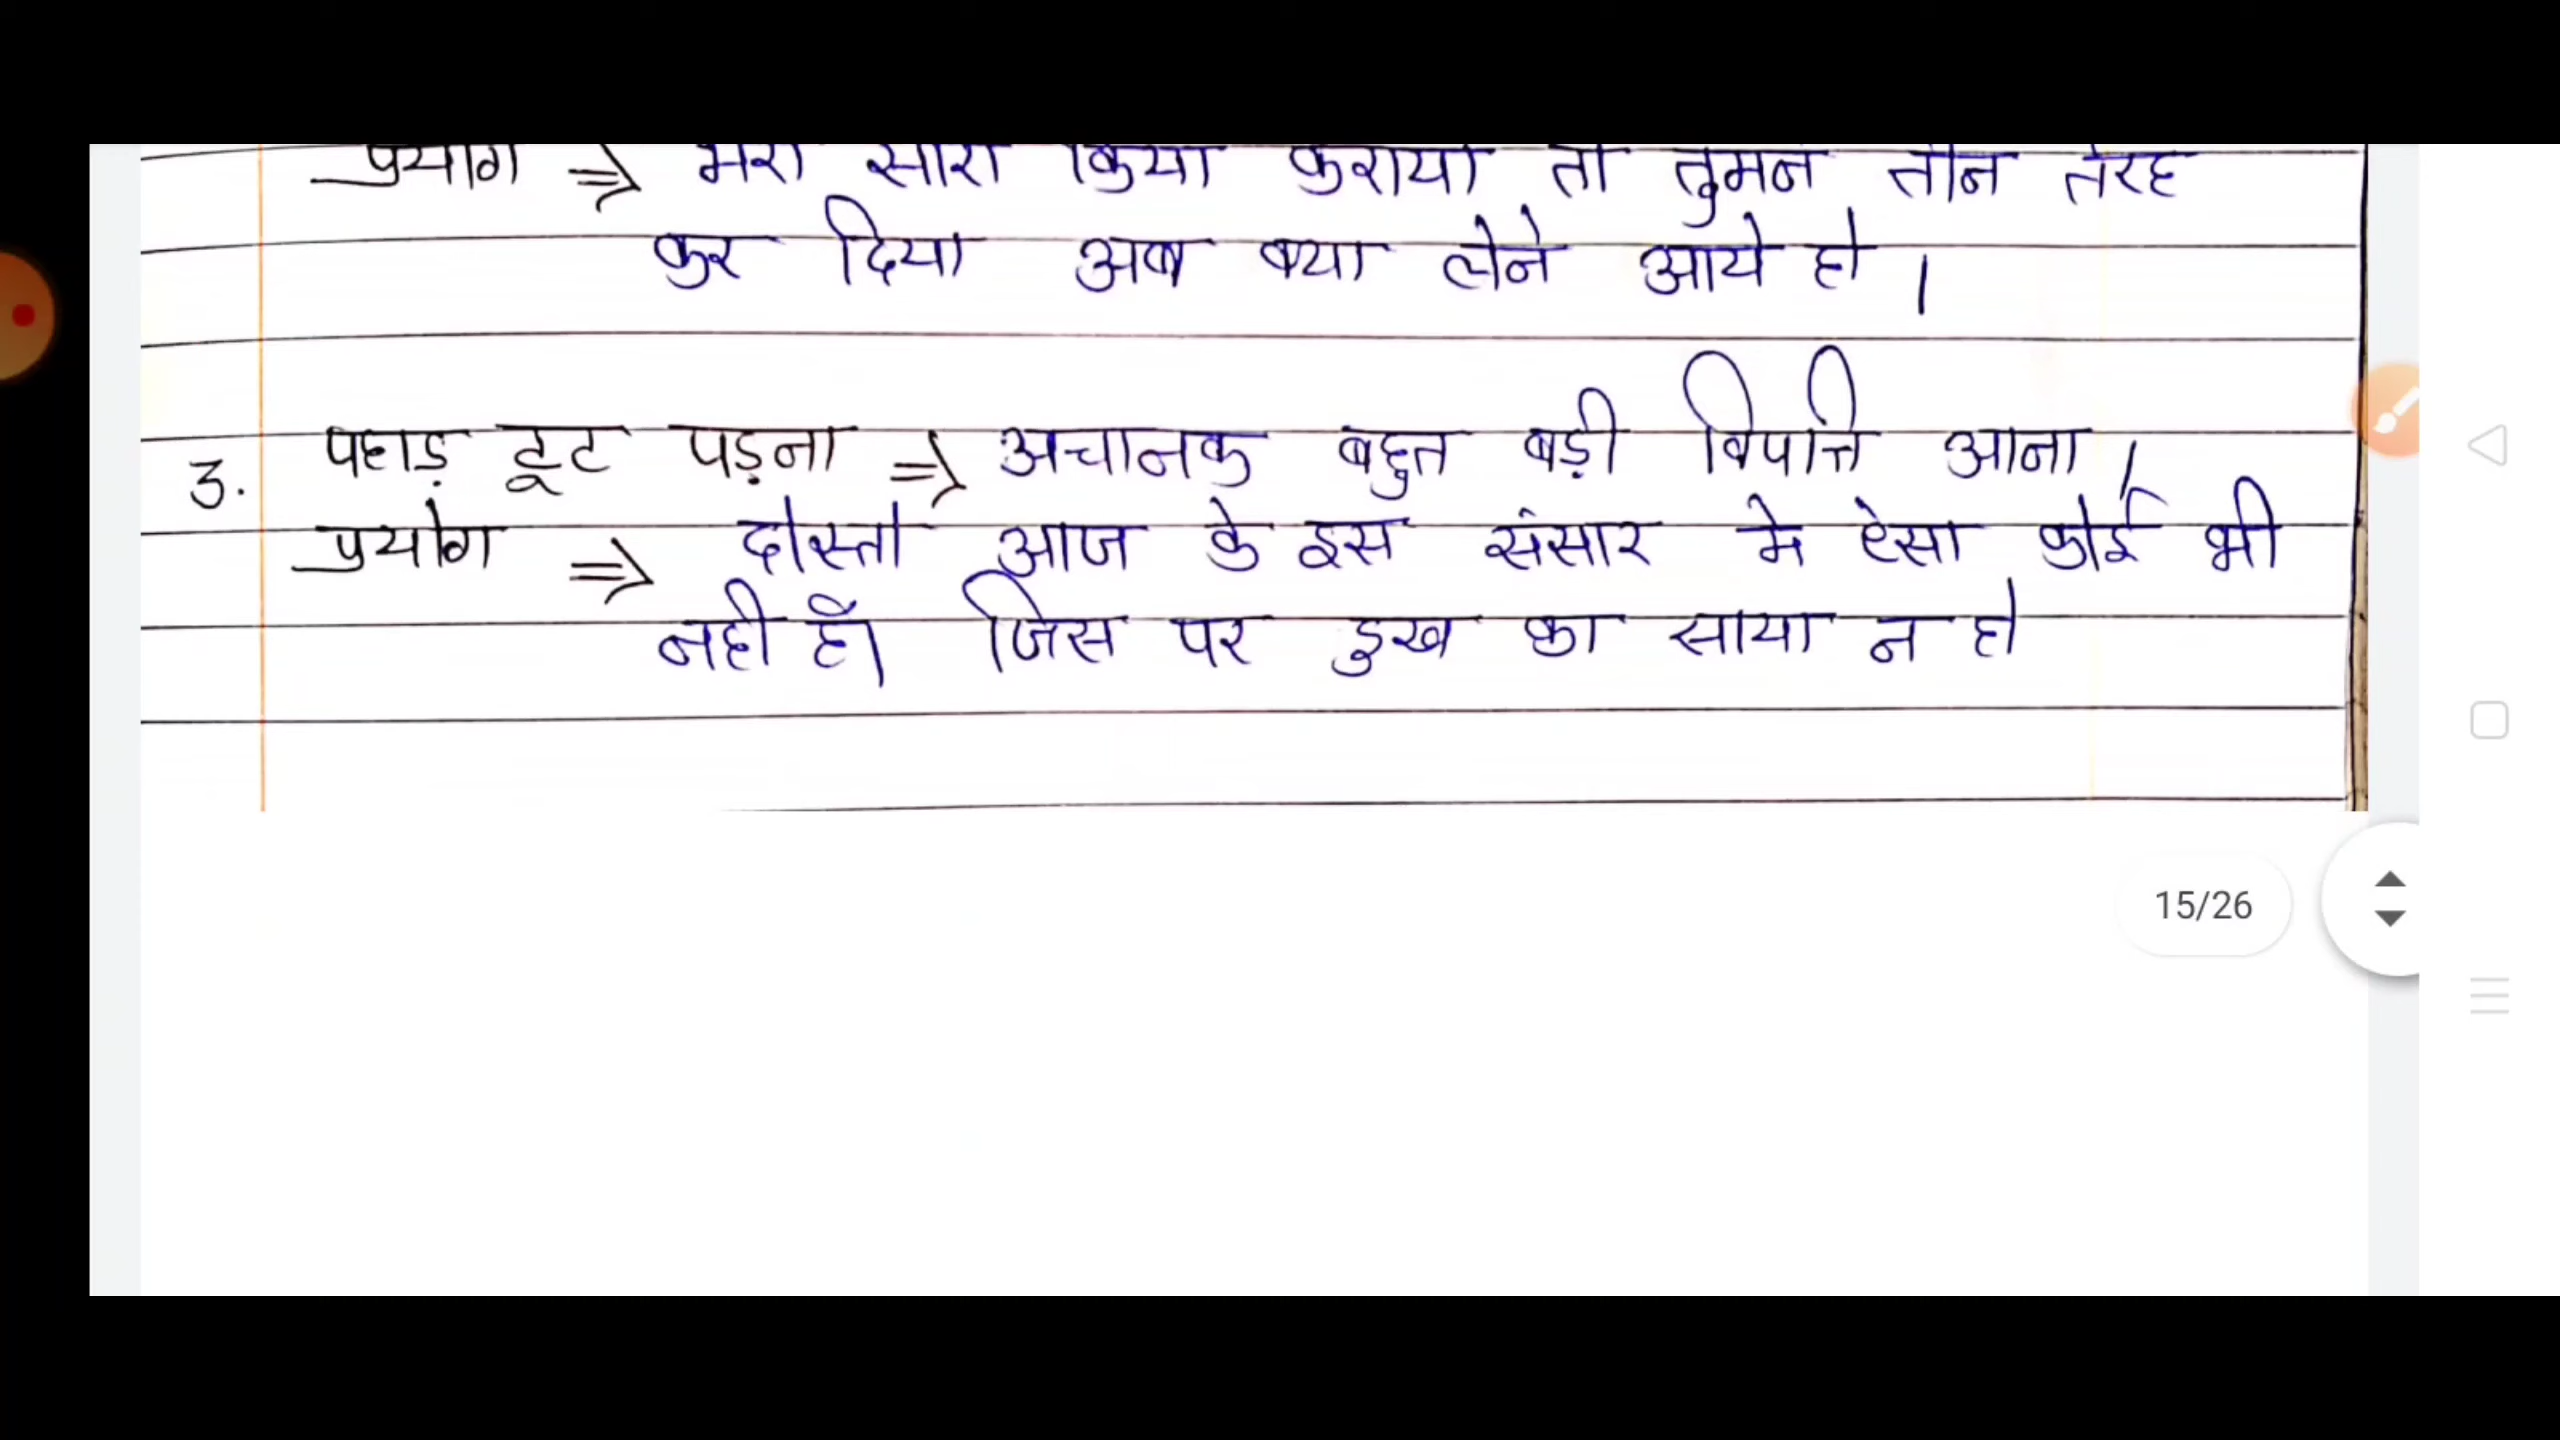 प्रयोग ⇒ मेरा सारा किया कराया तो तुमने तीन तेरह
कर दिया अब क्या लेने आये हो।
3. पहाड़ टूट पड़ना ⇒ अचानक बहुत बड़ी विपत्ति आना।
प्रयोग ⇒ दोस्तो आज के इस संसार मे ऐसा कोई भी
नही है। जिस पर दुख का साया न हो
15/26